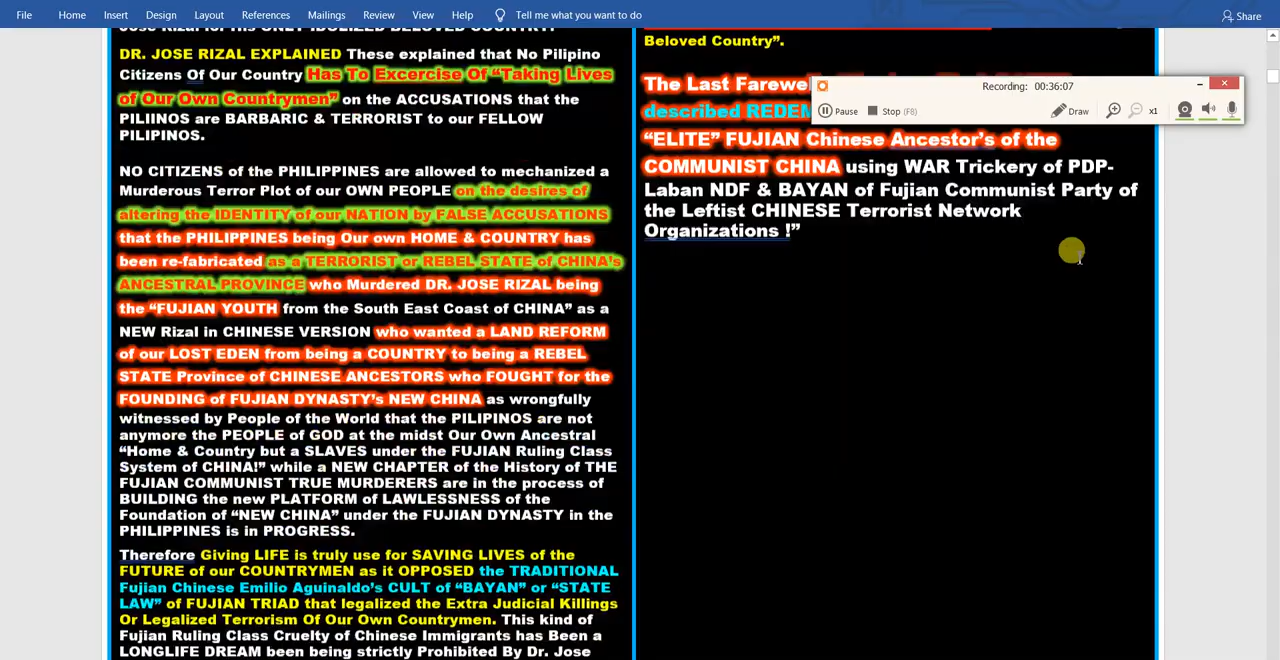 File Home Insert Design Layout References Mailings Review View Help Tell me what you want to do Share
DR. JOSE RIZAL EXPLAINED These explained that No Pilipino
Citizens Of Our Country Has To Excercise Of “Taking Lives
of Our Own Countrymen” on the ACCUSATIONS that the
PILIINOS are BARBARIC & TERRORIST to our FELLOW
PILIPINOS.
NO CITIZENS of the PHILIPPINES are allowed to mechanized a
Murderous Terror Plot of our OWN PEOPLE on the desires of
altering the IDENTITY of our NATION by FALSE ACCUSATIONS
that the PHILIPPINES being Our own HOME & COUNTRY has
been re-fabricated as a TERRORIST or REBEL STATE of CHINA’s
ANCESTRAL PROVINCE who Murdered DR. JOSE RIZAL being
the “FUJIAN YOUTH from the South East Coast of CHINA” as a
NEW Rizal in CHINESE VERSION who wanted a LAND REFORM
of our LOST EDEN from being a COUNTRY to being a REBEL
STATE Province of CHINESE ANCESTORS who FOUGHT for the
FOUNDING of FUJIAN DYNASTY’s NEW CHINA as wrongfully
witnessed by People of the World that the PILIPINOS are not
anymore the PEOPLE of GOD at the midst Our Own Ancestral
“Home & Country but a SLAVES under the FUJIAN Ruling Class
System of CHINA!” while a NEW CHAPTER of the History of THE
FUJIAN COMMUNIST TRUE MURDERERS are in the process of
BUILDING the new PLATFORM of LAWLESSNESS of the
Foundation of “NEW CHINA” under the FUJIAN DYNASTY in the
PHILIPPINES is in PROGRESS.
Therefore Giving LIFE is truly use for SAVING LIVES of the
FUTURE of our COUNTRYMEN as it OPPOSED the TRADITIONAL
Fujian Chinese Emilio Aguinaldo’s CULT of “BAYAN” or “STATE
LAW” of FUJIAN TRIAD that legalized the Extra Judicial Killings
Or Legalized Terrorism Of Our Own Countrymen. This kind of
Fujian Ruling Class Cruelty of Chinese Immigrants has Been a
LONGLIFE DREAM been being strictly Prohibited By Dr. Jose
Beloved Country”.
The Last Farewel
described REDEM
“ELITE” FUJIAN Chinese Ancestor’s of the
COMMUNIST CHINA using WAR Trickery of PDP-
Laban NDF & BAYAN of Fujian Communist Party of
the Leftist CHINESE Terrorist Network
Organizations !”
Recording: 00:36:07
Pause Stop (F8) Draw x1